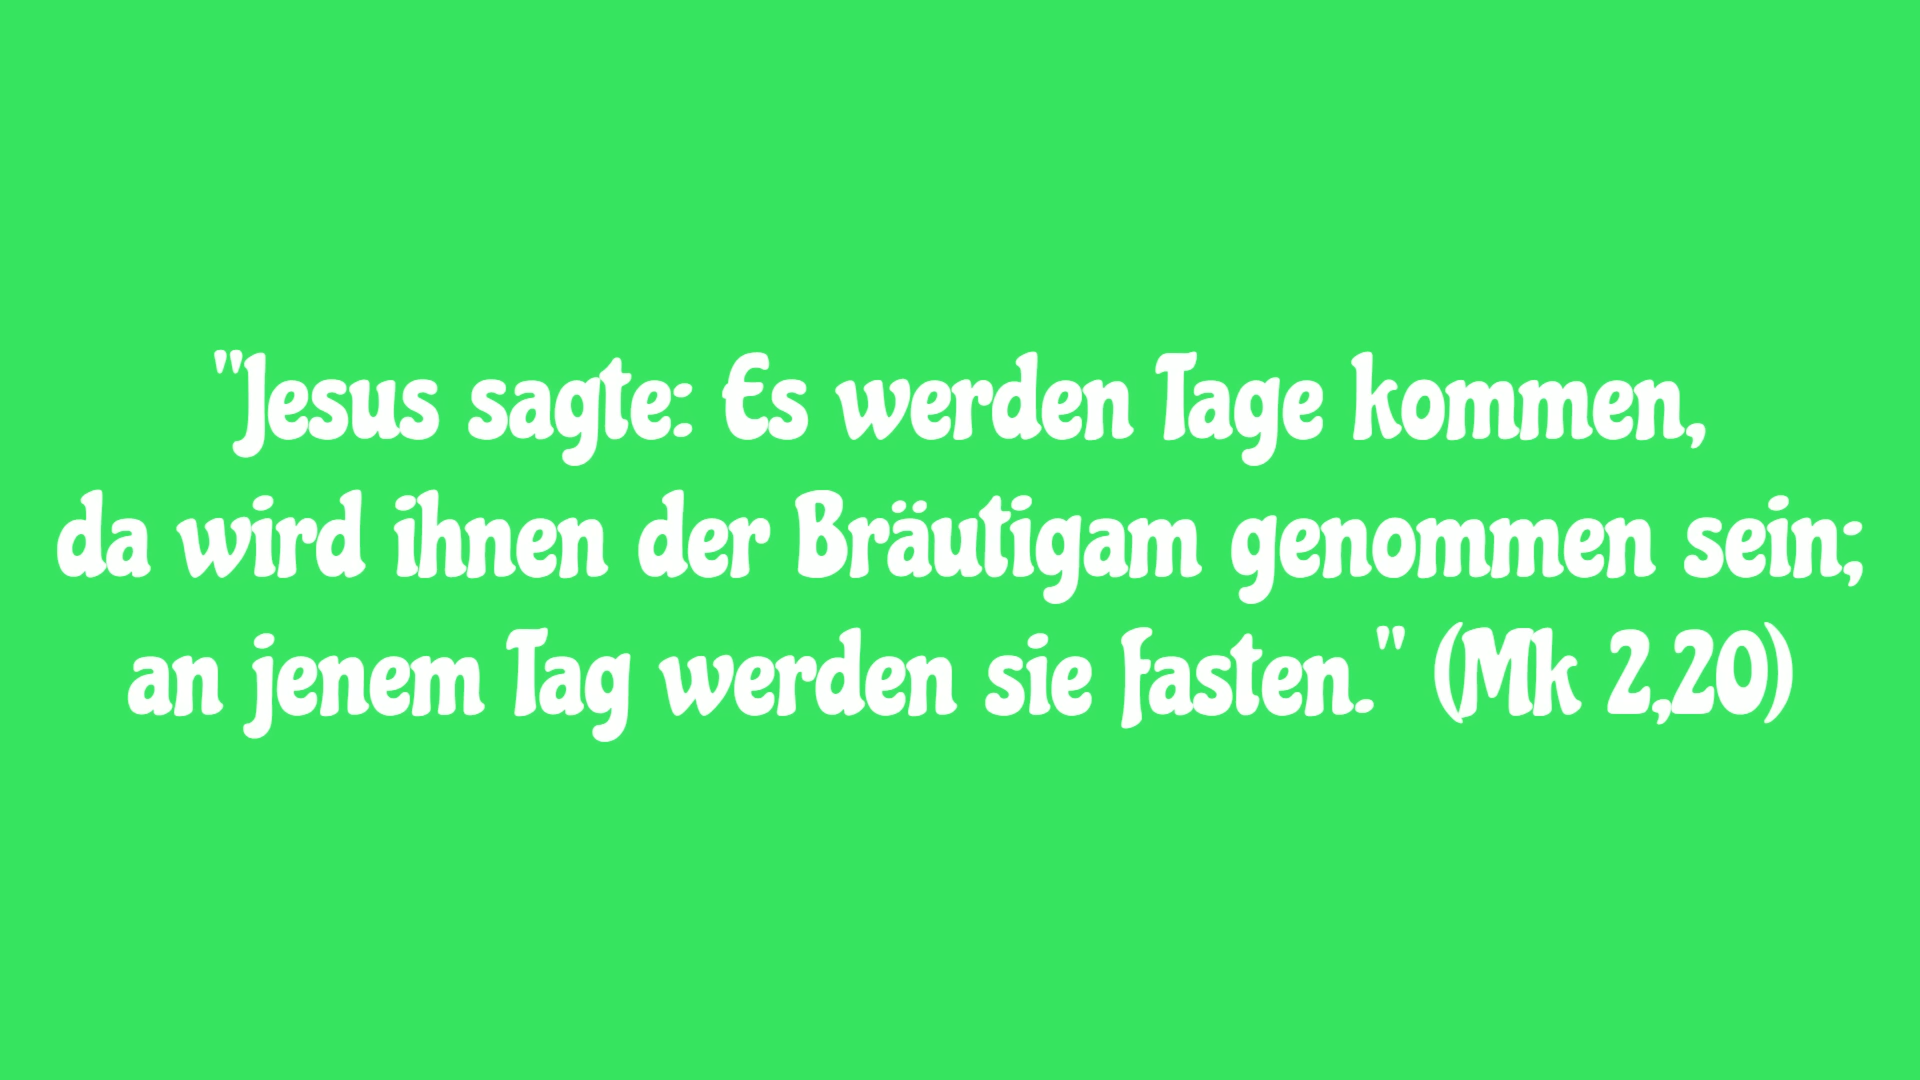 "Jesus sagte: Es werden Tage kommen,
da wird ihnen der Bräutigam genommen sein;
an jenem Tag werden sie fasten." (Mk 2,20)